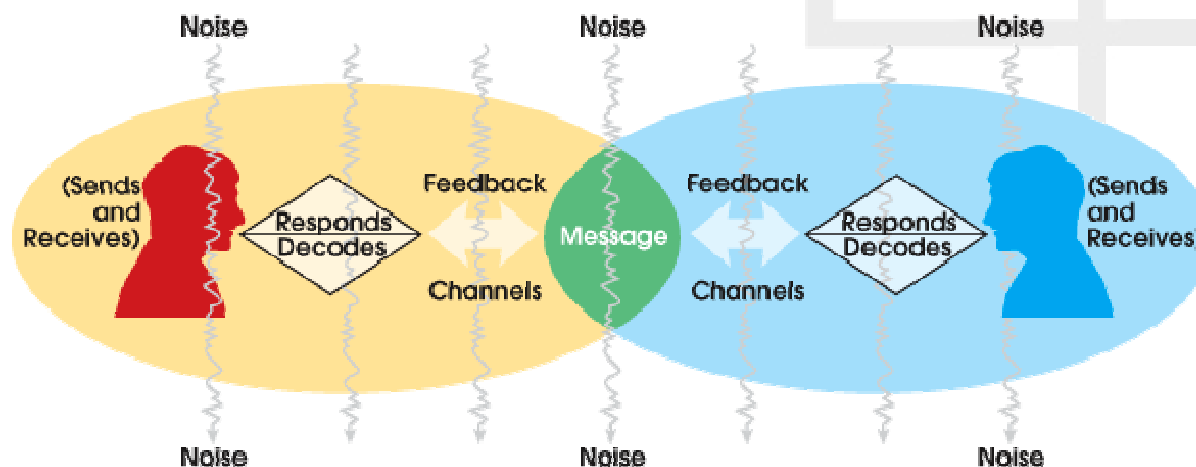 Noise Noise Noise
(Sends
and
Receives)
Responds
Decodes
Feedback
Channels
Message
Feedback
Channels
Responds
Decodes
(Sends
and
Receives)
Noise Noise Noise